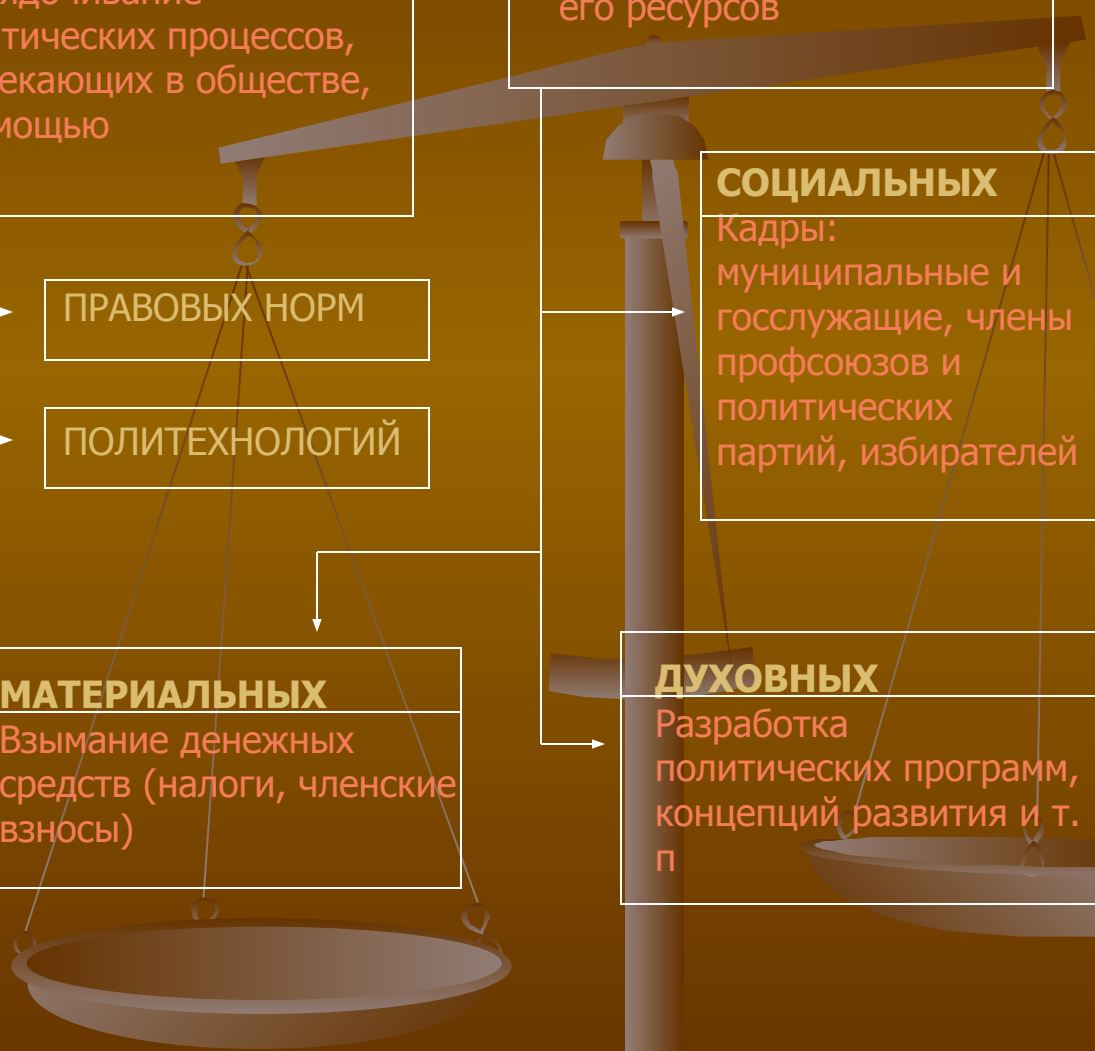 тических процессов,
екающих в обществе,
мощью
его ресурсов
ПРАВОВЫХ НОРМ
ПОЛИТЕХНОЛОГИЙ
СОЦИАЛЬНЫХ
Кадры:
муниципальные и
госслужащие, члены
профсоюзов и
политических
партий, избирателей
МАТЕРИАЛЬНЫХ
Взымание денежных
средств (налоги, членские
взносы)
ДУХОВНЫХ
Разработка
политических программ,
концепций развития и т.
п